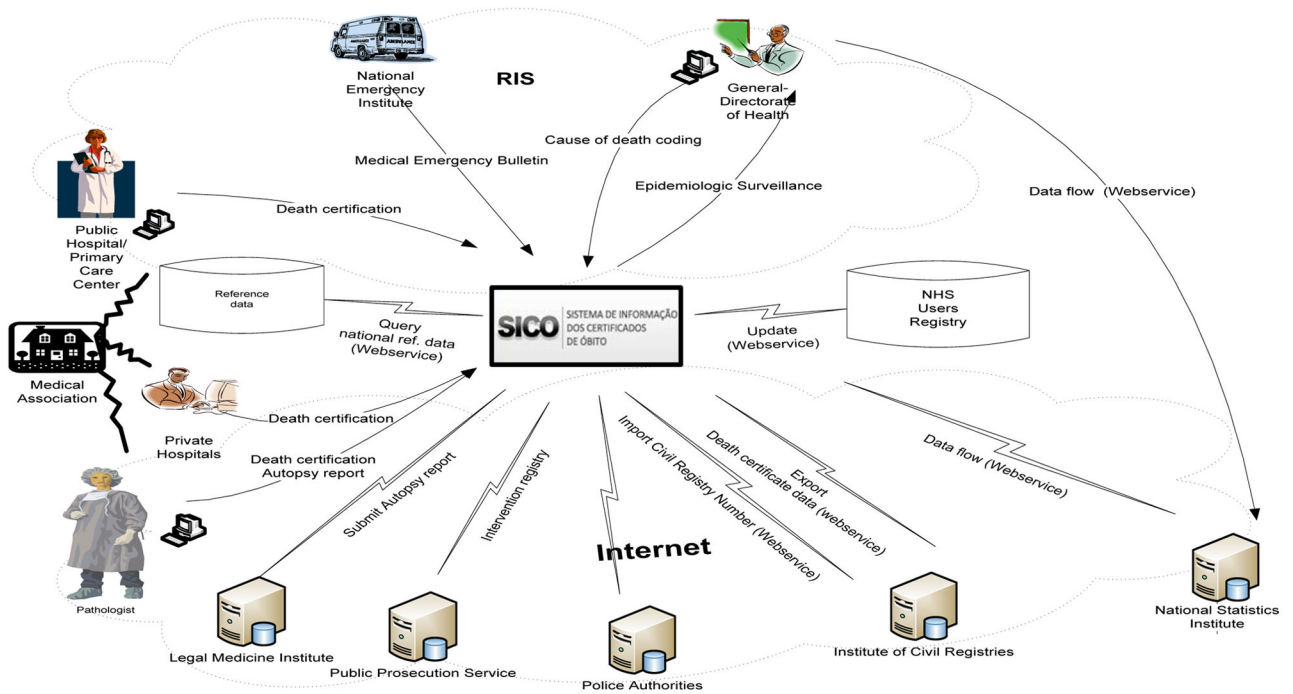 RIS
National
Emergency
Institute
General-
Directorate
of Health
Cause of death coding
Medical Emergency Bulletin
Epidemiologic Surveillance
Data flow (Webservice)
Death certification
Public
Hospital/
Primary
Care
Center
Reference
data
Query
national ref. data
(Webservice)
SICO
SISTEMA DE INFORMAÇÃO
DOS CERTIFICADOS
DE ÓBITO
Update
(Webservice)
NHS
Users
Registry
Medical
Association
Death certification
Private
Hospitals
Death certification
Autopsy report
Submit Autopsy report
Intervention registry
Import Civil Registry Number (Webservice)
Export
Death certificate data (webservice)
Data flow (Webservice)
Internet
Pathologist
Legal Medicine Institute
Public Prosecution Service
Police Authorities
Institute of Civil Registries
National Statistics
Institute